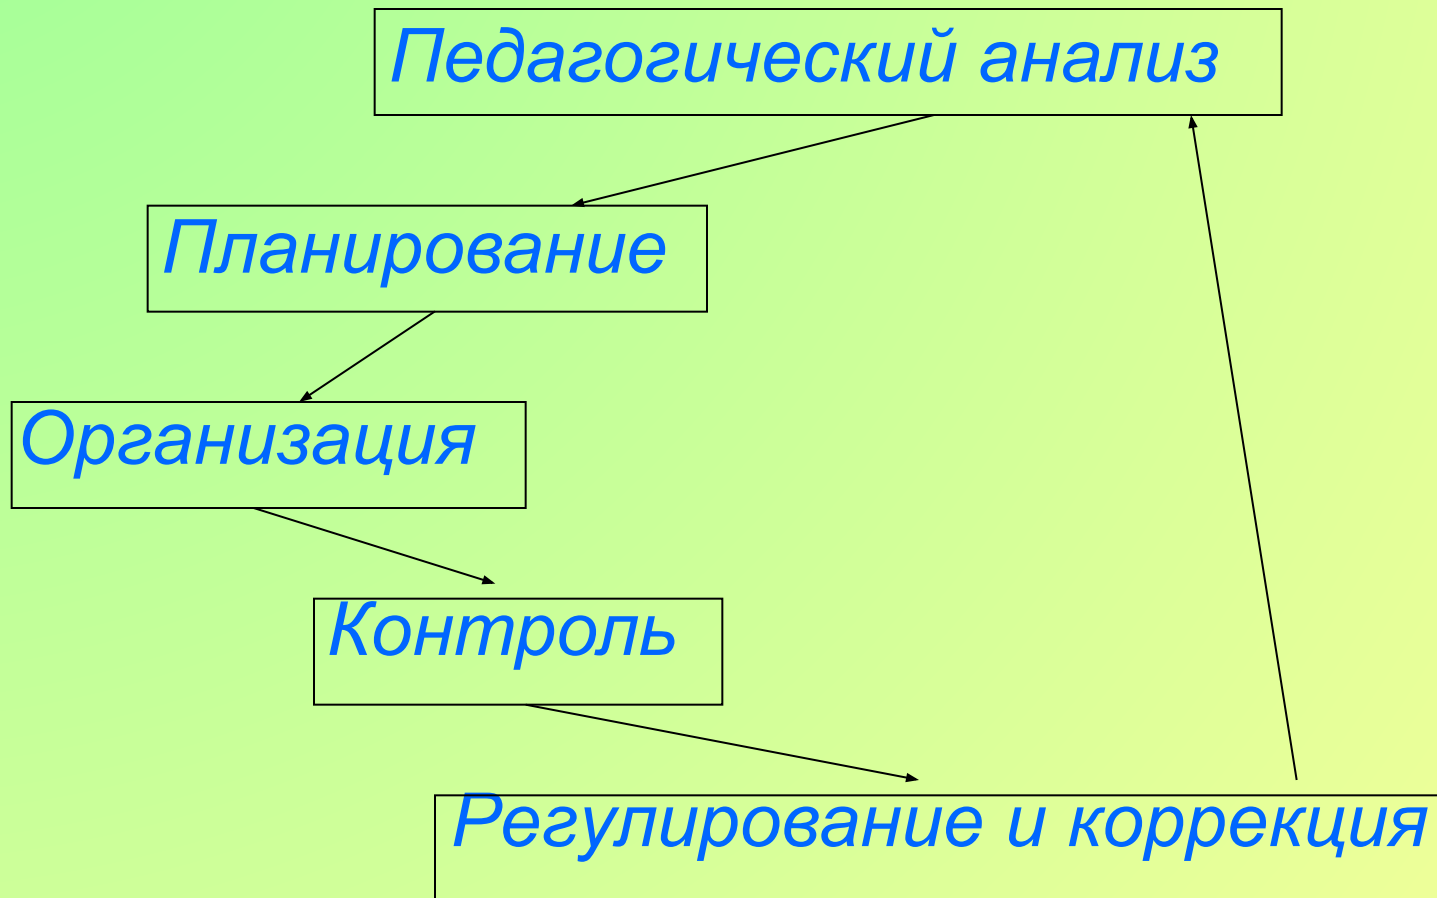 Педагогический анализ
Планирование
Организация
Контроль
Регулирование и коррекция